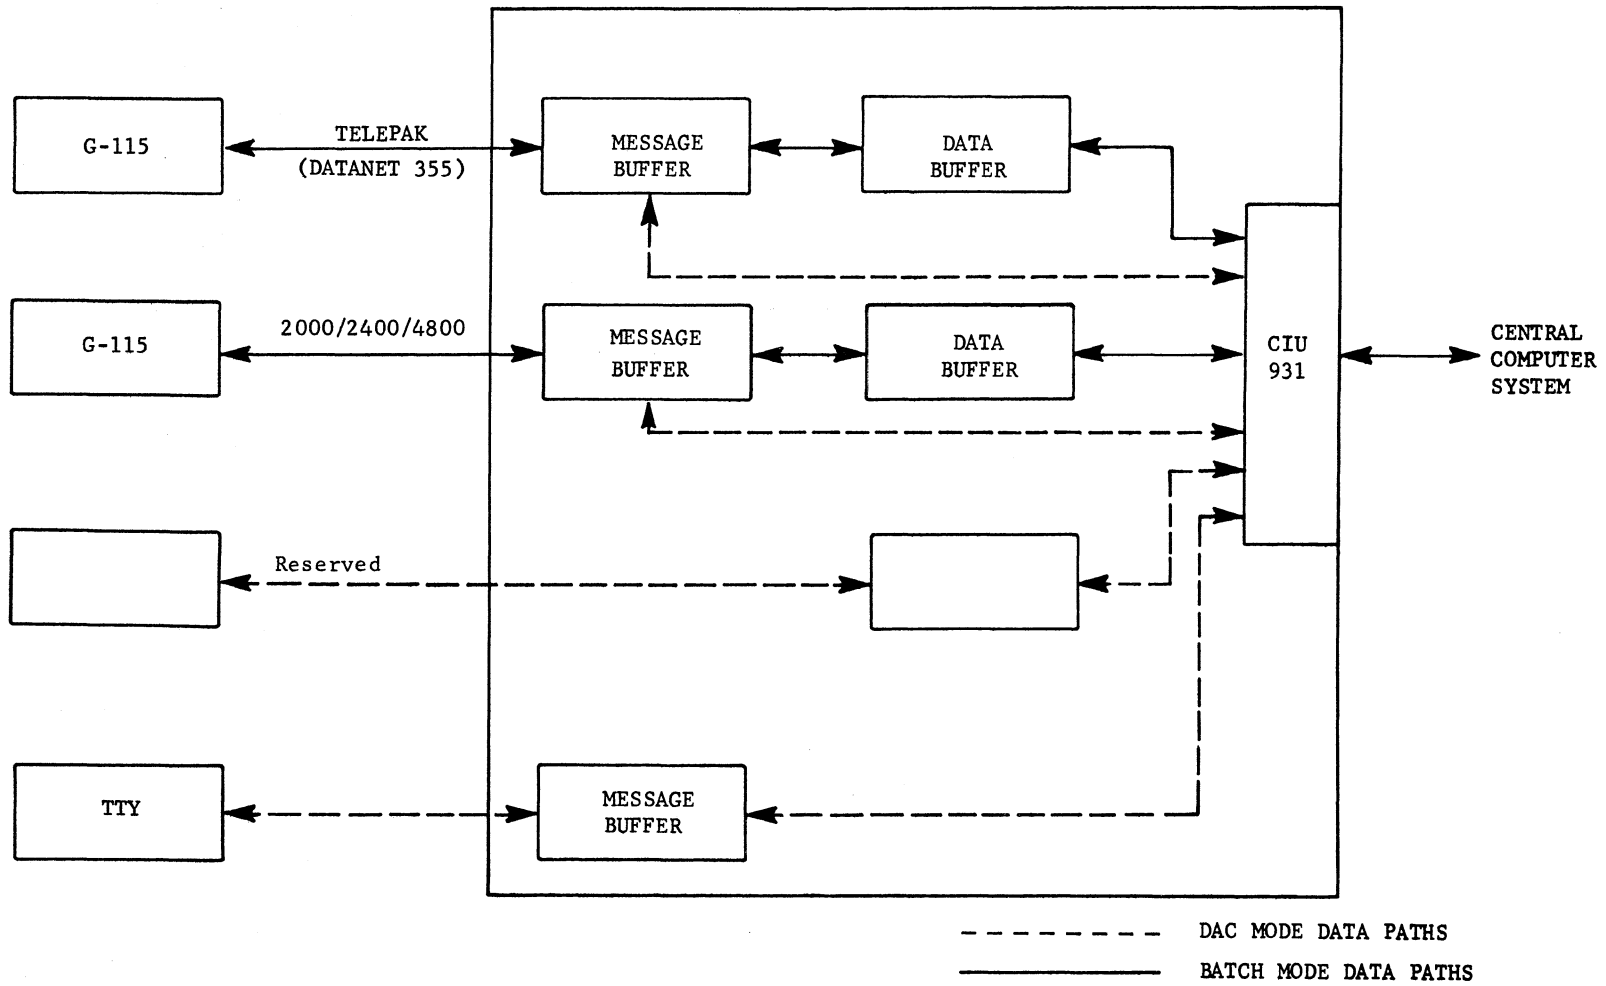 G-115
TELEPAK
(DATANET 355)
MESSAGE
BUFFER
DATA
BUFFER
G-115
2000/2400/4800
MESSAGE
BUFFER
DATA
BUFFER
CIU
931
CENTRAL
COMPUTER
SYSTEM
Reserved
TTY
MESSAGE
BUFFER
DAC MODE DATA PATHS
BATCH MODE DATA PATHS